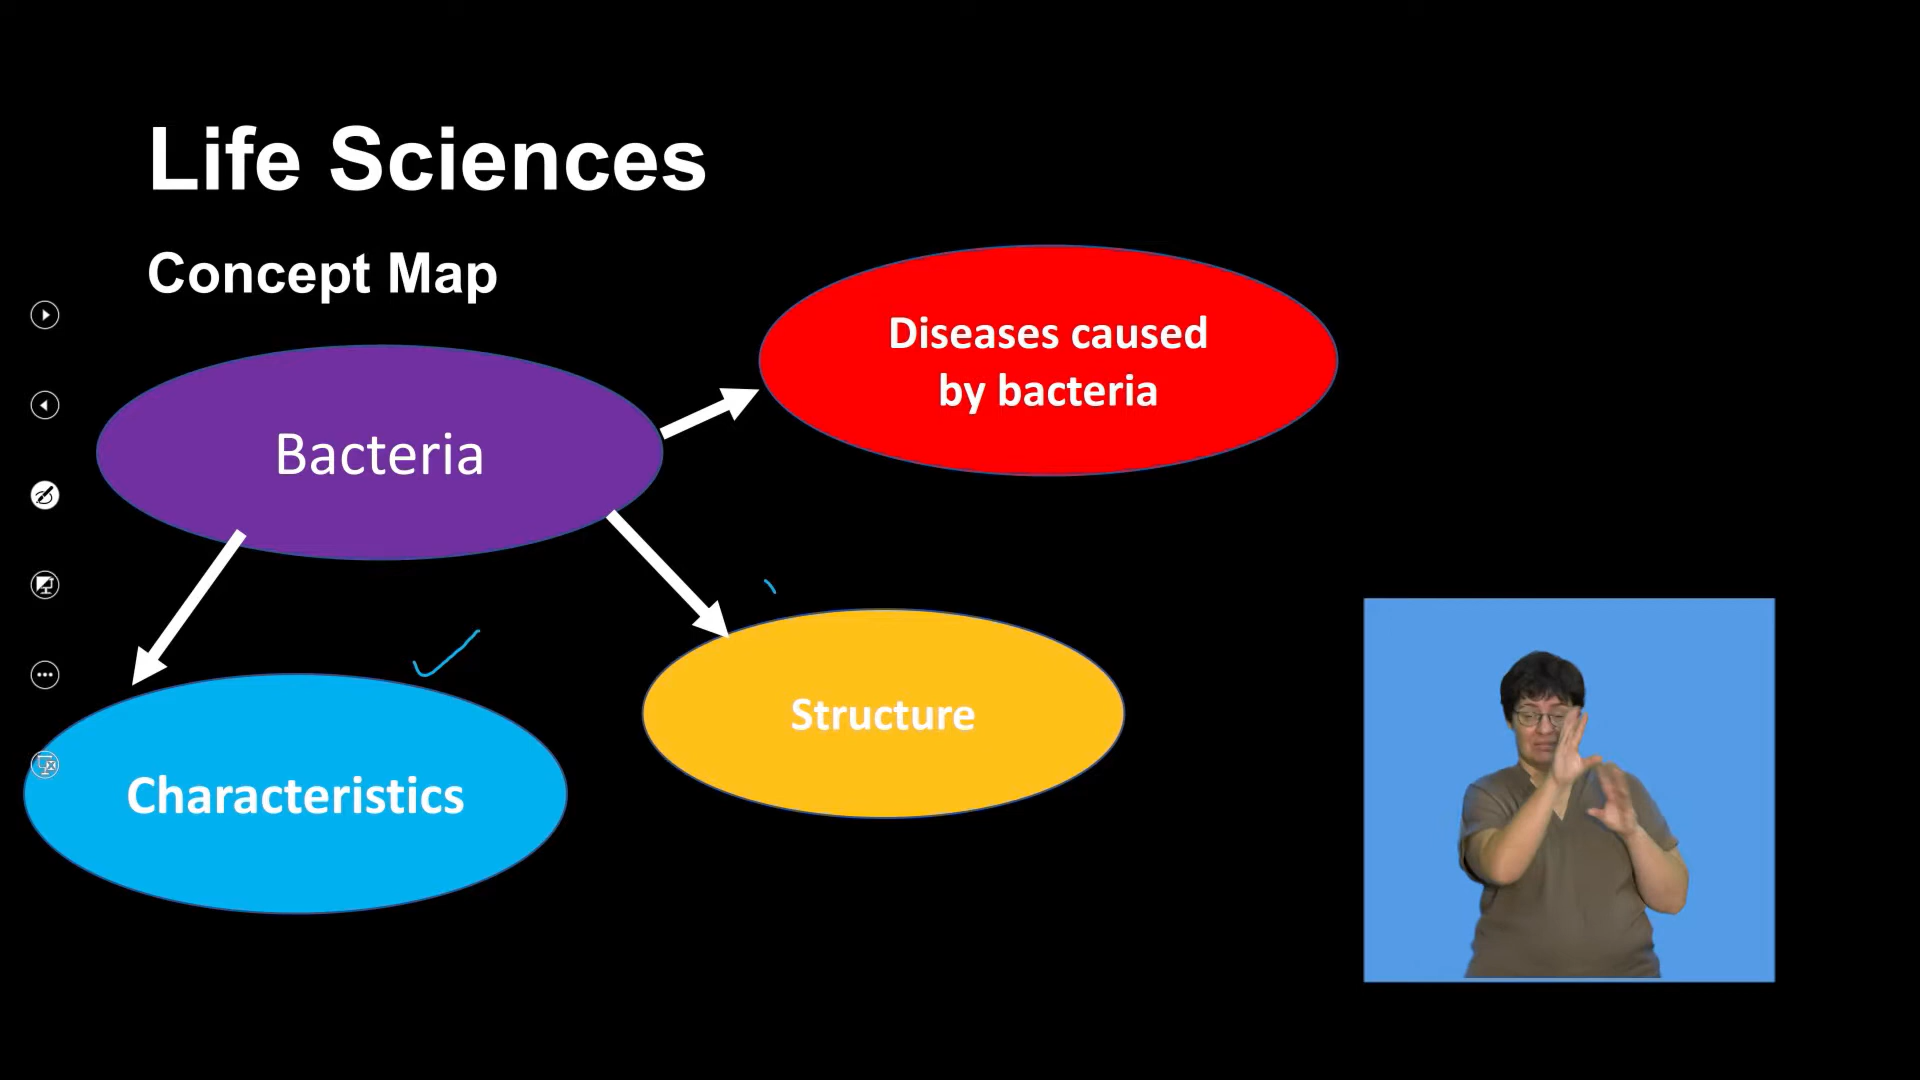 Life Sciences
Concept Map
Diseases caused
by bacteria
Bacteria
Structure
Characteristics